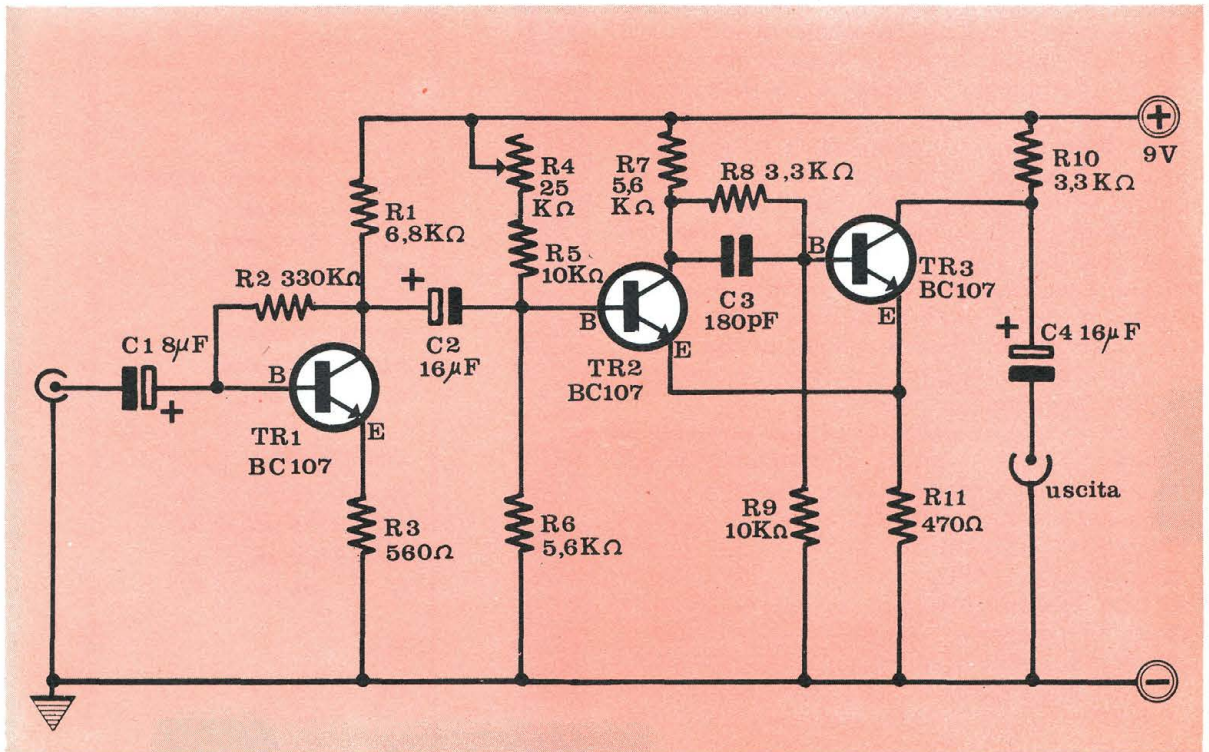 +
9V
R10
3,3KΩ
R4
25
KΩ
R7
5,6
KΩ
R8 3,3KΩ
R1
6,8KΩ
R5
10KΩ
B
TR3
BC107
E
R2 330KΩ
+
C2
16µF
B
TR2
BC107
E
C3
180pF
+
C4 16µF
C1 8µF
+
B
TR1
BC107
E
R3
560Ω
R6
5,6KΩ
R9
10KΩ
R11
470Ω
uscita
−